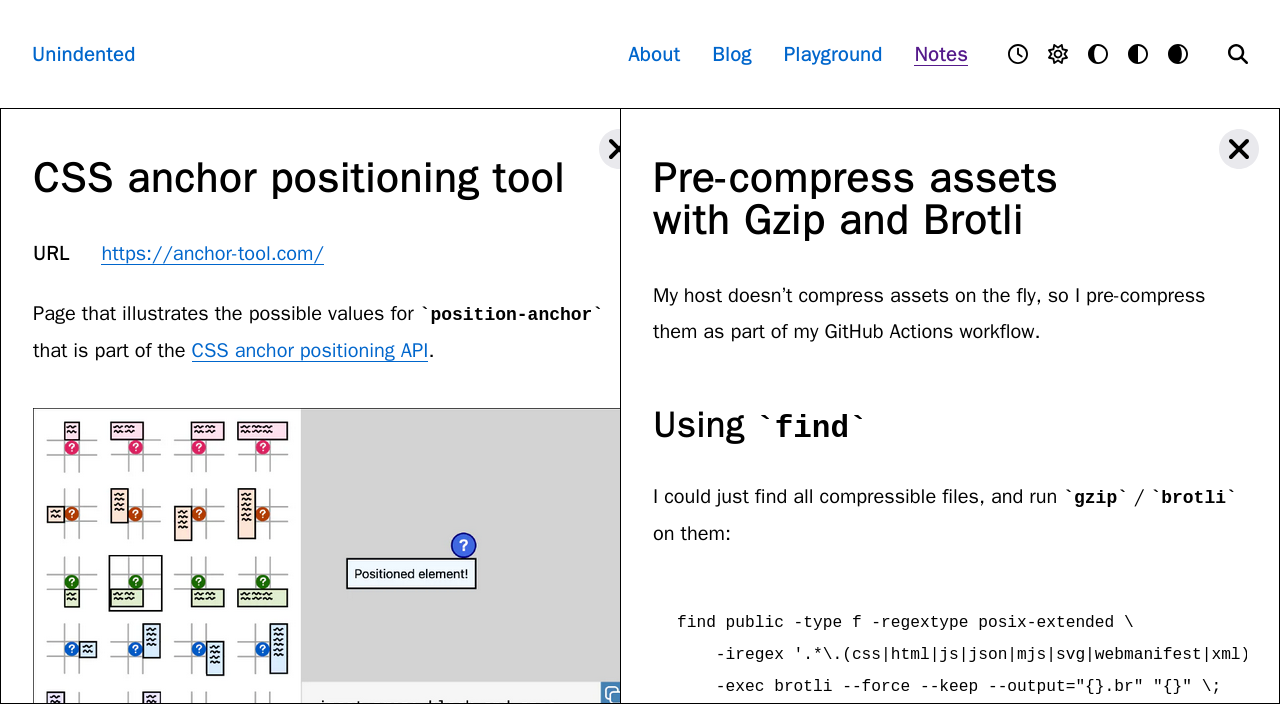 Unindented
About Blog Playground Notes
CSS anchor positioning tool
URL https://anchor-tool.com/
Page that illustrates the possible values for `position-anchor`
that is part of the CSS anchor positioning API.
Positioned element!
Pre-compress assets
with Gzip and Brotli
My host doesn’t compress assets on the fly, so I pre-compress
them as part of my GitHub Actions workflow.
Using `find`
I could just find all compressible files, and run `gzip` / `brotli`
on them:
find public -type f -regextype posix-extended \
-iregex '.*\.(css|html|js|json|mjs|svg|webmanifest|xml)
-exec brotli --force --keep --output="{}.br" "{}" \;